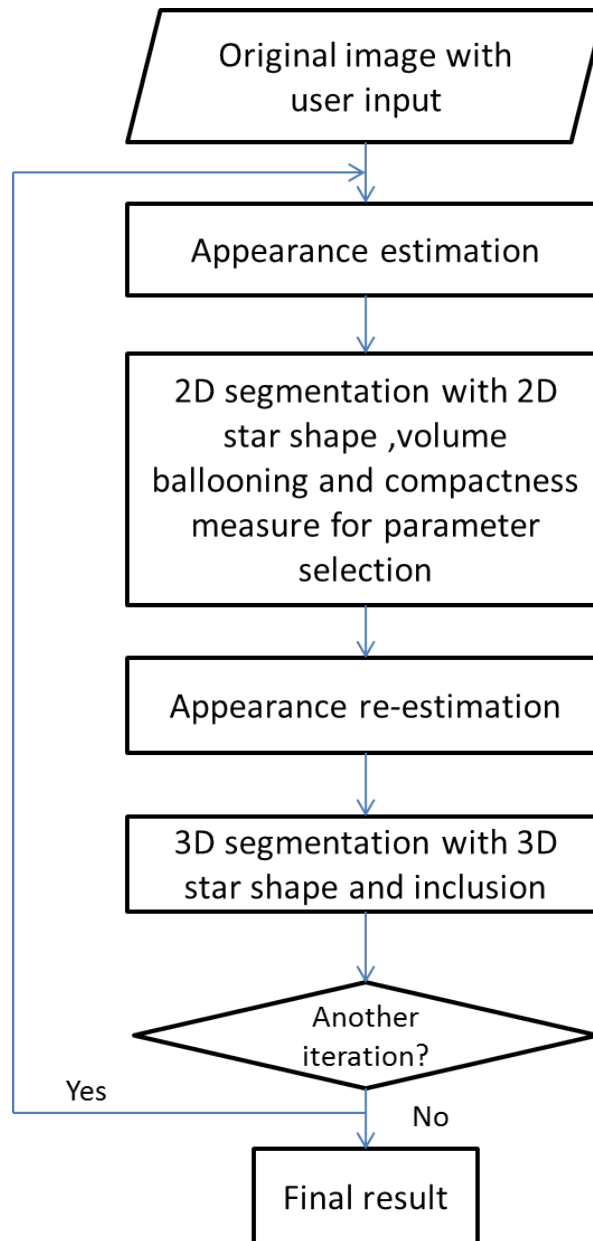 Original image with
user input
Appearance estimation
2D segmentation with 2D
star shape ,volume
ballooning and compactness
measure for parameter
selection
Appearance re-estimation
3D segmentation with 3D
star shape and inclusion
Another
iteration?
Yes
No
Final result